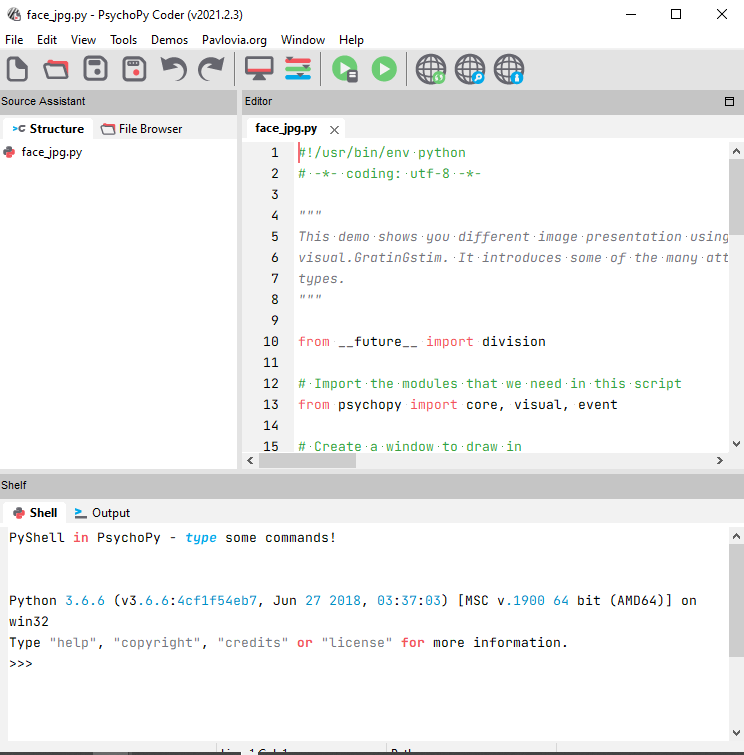 face_jpg.py - PsychoPy Coder (v2021.2.3)
File Edit View Tools Demos Pavlovia.org Window Help
Source Assistant
Editor
Structure File Browser
face_jpg.py
face_jpg.py
1 #!/usr/bin/env python
2 # -*- coding: utf-8 -*-
3
4 """
5 This demo shows you different image presentation using
6 visual.GratinGstim. It introduces some of the many att
7 types.
8 """
9
10 from __future__ import division
11
12 # Import the modules that we need in this script
13 from psychopy import core, visual, event
14
15 # Create a window to draw in
Shelf
Shell Output
PyShell in PsychoPy - type some commands!
Python 3.6.6 (v3.6.6:4cf1f54eb7, Jun 27 2018, 03:37:03) [MSC v.1900 64 bit (AMD64)] on
win32
Type "help", "copyright", "credits" or "license" for more information.
>>>